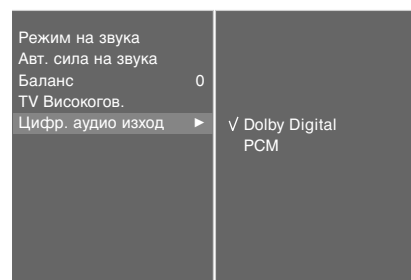 Режим на звука
Авт. сила на звука
Баланс 0
TV Високогов.
Цифр. аудио изход ►
√ Dolby Digital
PCM